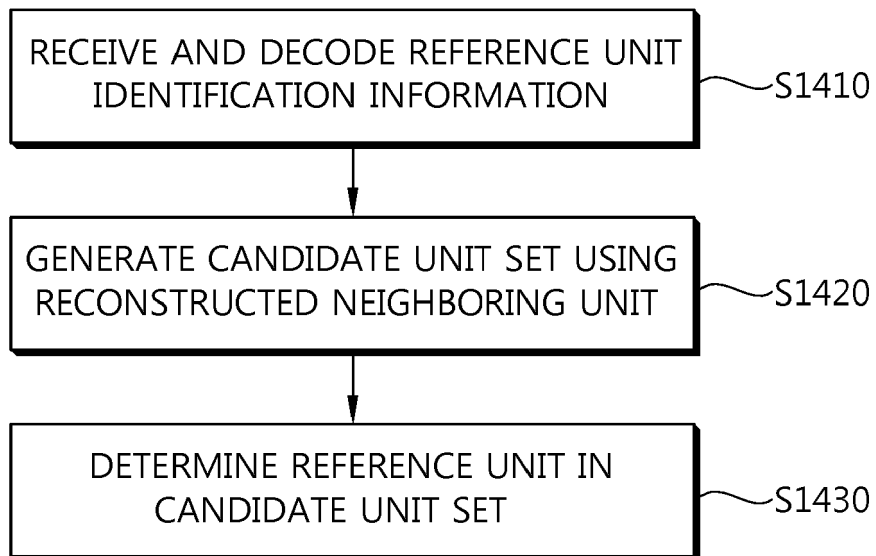 RECEIVE AND DECODE REFERENCE UNIT
IDENTIFICATION INFORMATION
S1410
GENERATE CANDIDATE UNIT SET USING
RECONSTRUCTED NEIGHBORING UNIT
S1420
DETERMINE REFERENCE UNIT IN
CANDIDATE UNIT SET
S1430